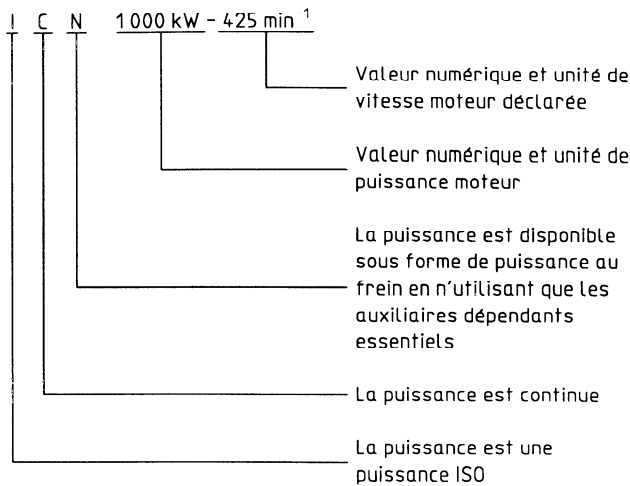 I C N 1 000 kW - 425 min 1
Valeur numérique et unité de
vitesse moteur déclarée
Valeur numérique et unité de
puissance moteur
La puissance est disponible
sous forme de puissance au
frein en n'utilisant que les
auxiliaires dépendants
essentiels
La puissance est continue
La puissance est une
puissance ISO